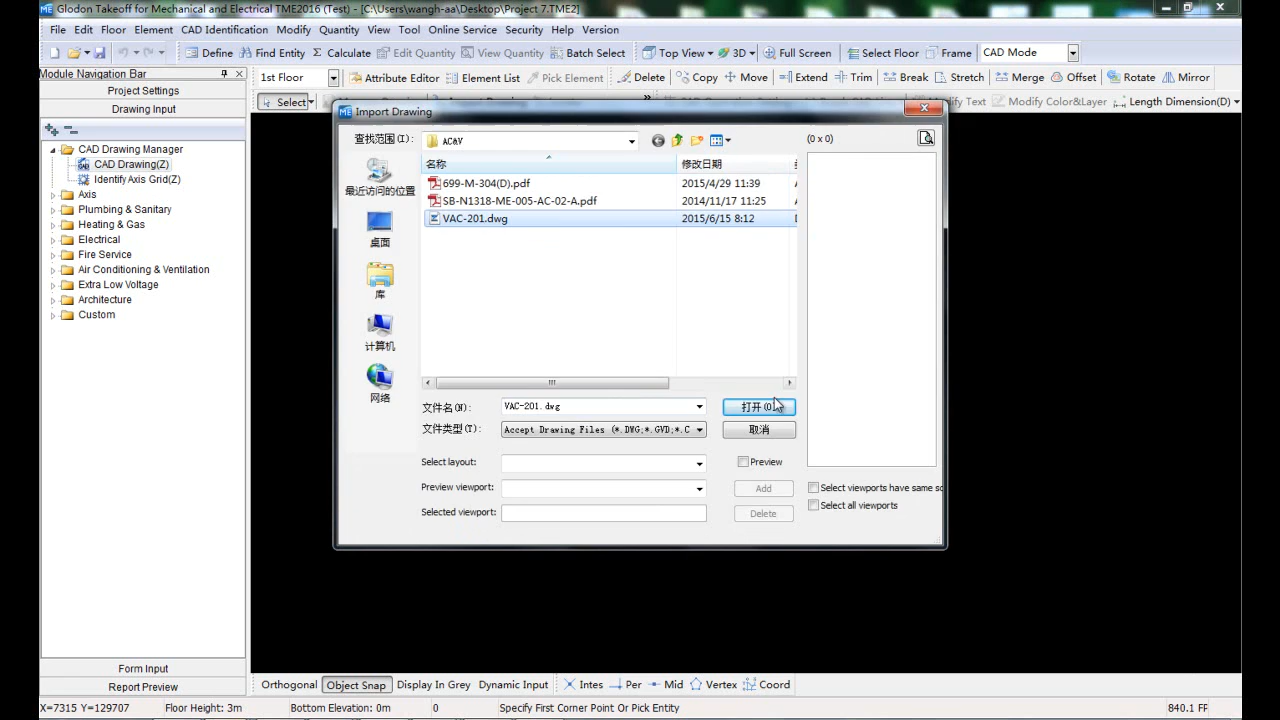 Glodon Takeoff for Mechanical and Electrical TME2016 (Test) - [C:\Users\wangh-aa\Desktop\Project 7.TME2]
File Edit Floor Element CAD Identification Modify Quantity View Tool Online Service Security Help Version
Define Find Entity Σ Calculate Edit Quantity View Quantity Batch Select Top View 3D Full Screen Select Floor Frame CAD Mode
Module Navigation Bar
1st Floor Attribute Editor Element List Pick Element Delete Copy Move Extend Trim Break Stretch Merge Offset Rotate Mirror
Project Settings
Select Modify Text Modify Color&Layer Length Dimension(D)
Drawing Input
Import Drawing
CAD Drawing Manager
CAD Drawing(Z)
Identify Axis Grid(Z)
Axis
Plumbing & Sanitary
Heating & Gas
Electrical
Fire Service
Air Conditioning & Ventilation
Extra Low Voltage
Architecture
Custom
查找范围(I): AC&V (0 x 0)
名称 修改日期
699-M-304(D).pdf 2015/4/29 11:39
SB-N1318-ME-005-AC-02-A.pdf 2014/11/17 11:25
VAC-201.dwg 2015/6/15 8:12
最近访问的位置
桌面
库
计算机
网络
文件名(N): VAC-201.dwg 打开(O)
文件类型(T): Accept Drawing Files (*.DWG;*.GVD;*.C 取消
Select layout: Preview
Preview viewport: Add Select viewports have same sc
Selected viewport: Delete Select all viewports
Form Input
Report Preview
Orthogonal Object Snap Display In Grey Dynamic Input Intes Per Mid Vertex Coord
X=7315 Y=129707 Floor Height: 3m Bottom Elevation: 0m 0 Specify First Corner Point Or Pick Entity 840.1 FP